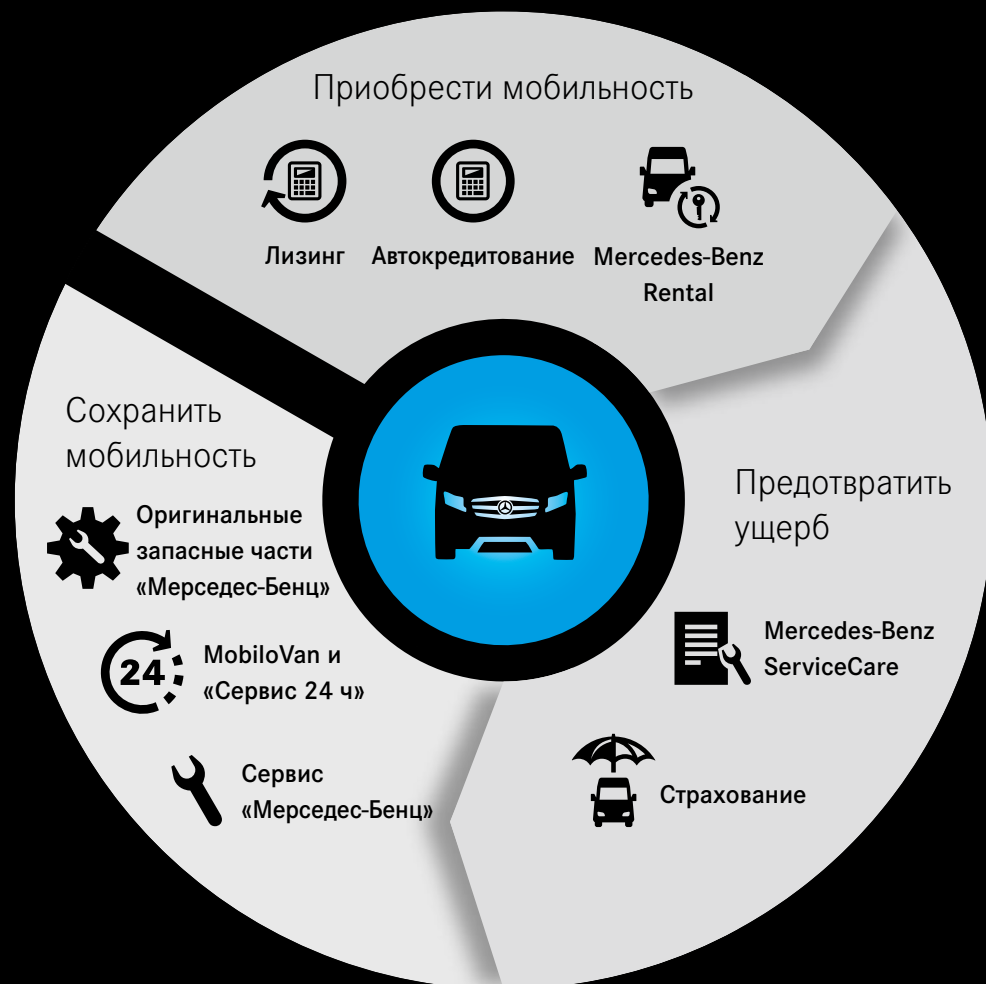 Приобрести мобильность
Лизинг
Автокредитование
Mercedes-Benz
Rental
Предотвратить
ущерб
Mercedes-Benz
ServiceCare
Страхование
Сохранить
мобильность
Оригинальные
запасные части
«Мерседес-Бенц»
24
MobiloVan и
«Сервис 24 ч»
Сервис
«Мерседес-Бенц»